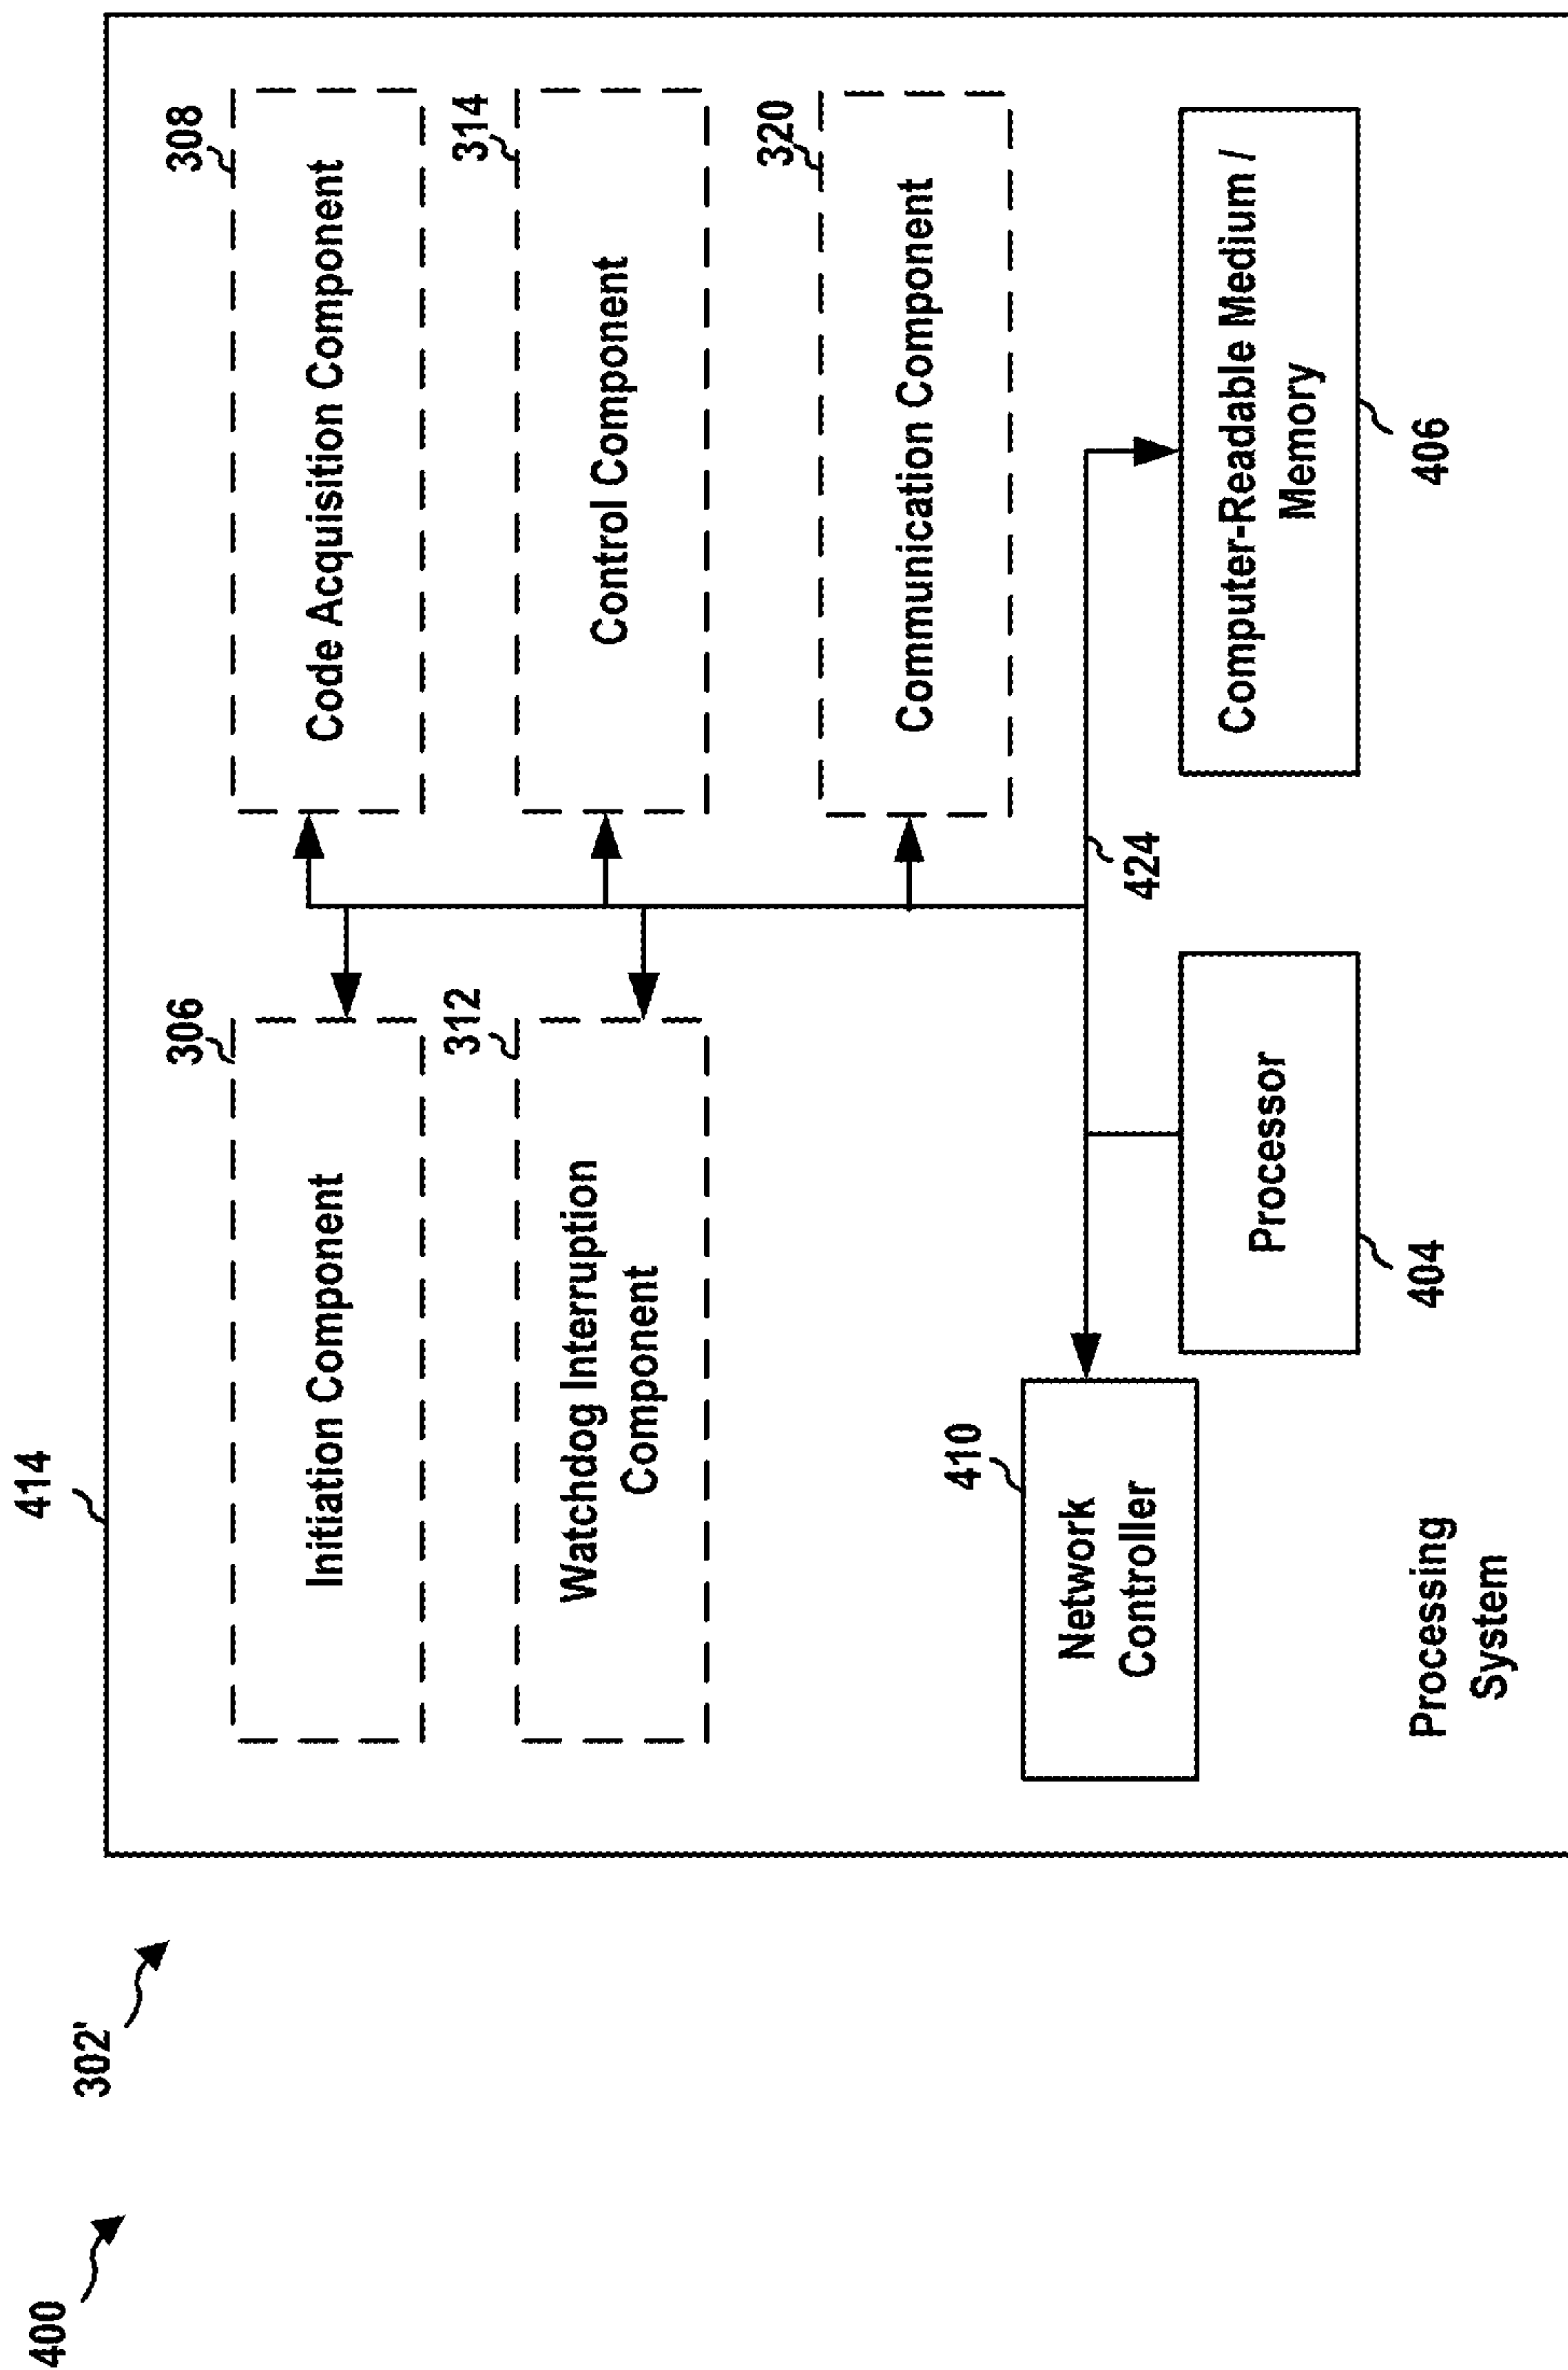 400
302'
414
306
Initiation Component
308
Code Acquisition Component
312
Watchdog Interruption
Component
314
Control Component
320
Communication Component
410
Network
Controller
424
Processor
404
Computer-Readable Medium /
Memory
406
Processing
System